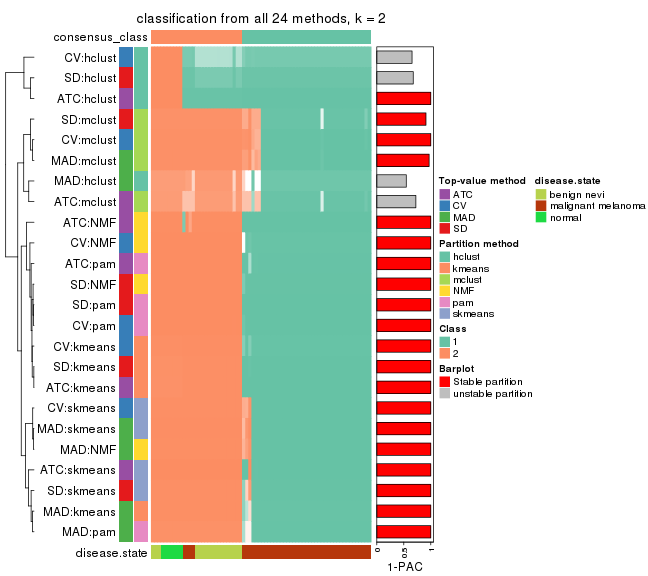 classification from all 24 methods, k = 2
consensus_class
CV:hclust
SD:hclust
ATC:hclust
SD:mclust
CV:mclust
MAD:mclust
MAD:hclust
ATC:mclust
ATC:NMF
CV:NMF
ATC:pam
SD:NMF
SD:pam
CV:pam
CV:kmeans
SD:kmeans
ATC:kmeans
CV:skmeans
MAD:skmeans
MAD:NMF
ATC:skmeans
SD:skmeans
MAD:kmeans
MAD:pam
disease.state
0
0.5
1
1-PAC
Top-value method
ATC
CV
MAD
SD
Partition method
hclust
kmeans
mclust
NMF
pam
skmeans
Class
1
2
Barplot
Stable partition
unstable partition
disease.state
benign nevi
malignant melanoma
normal